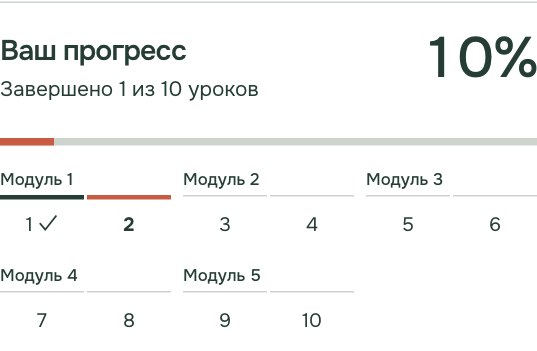 Ваш прогресс
10%
Завершено 1 из 10 уроков
Модуль 1 Модуль 2 Модуль 3
1 ✓ 2 3 4 5 6
Модуль 4 Модуль 5
7 8 9 10